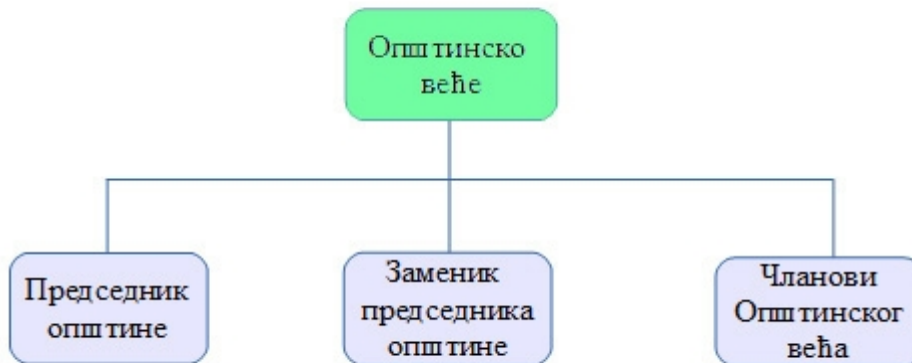 Општинско
веће
Председник
општине
Заменик
председника
општине
Чланови
Општинског
већа